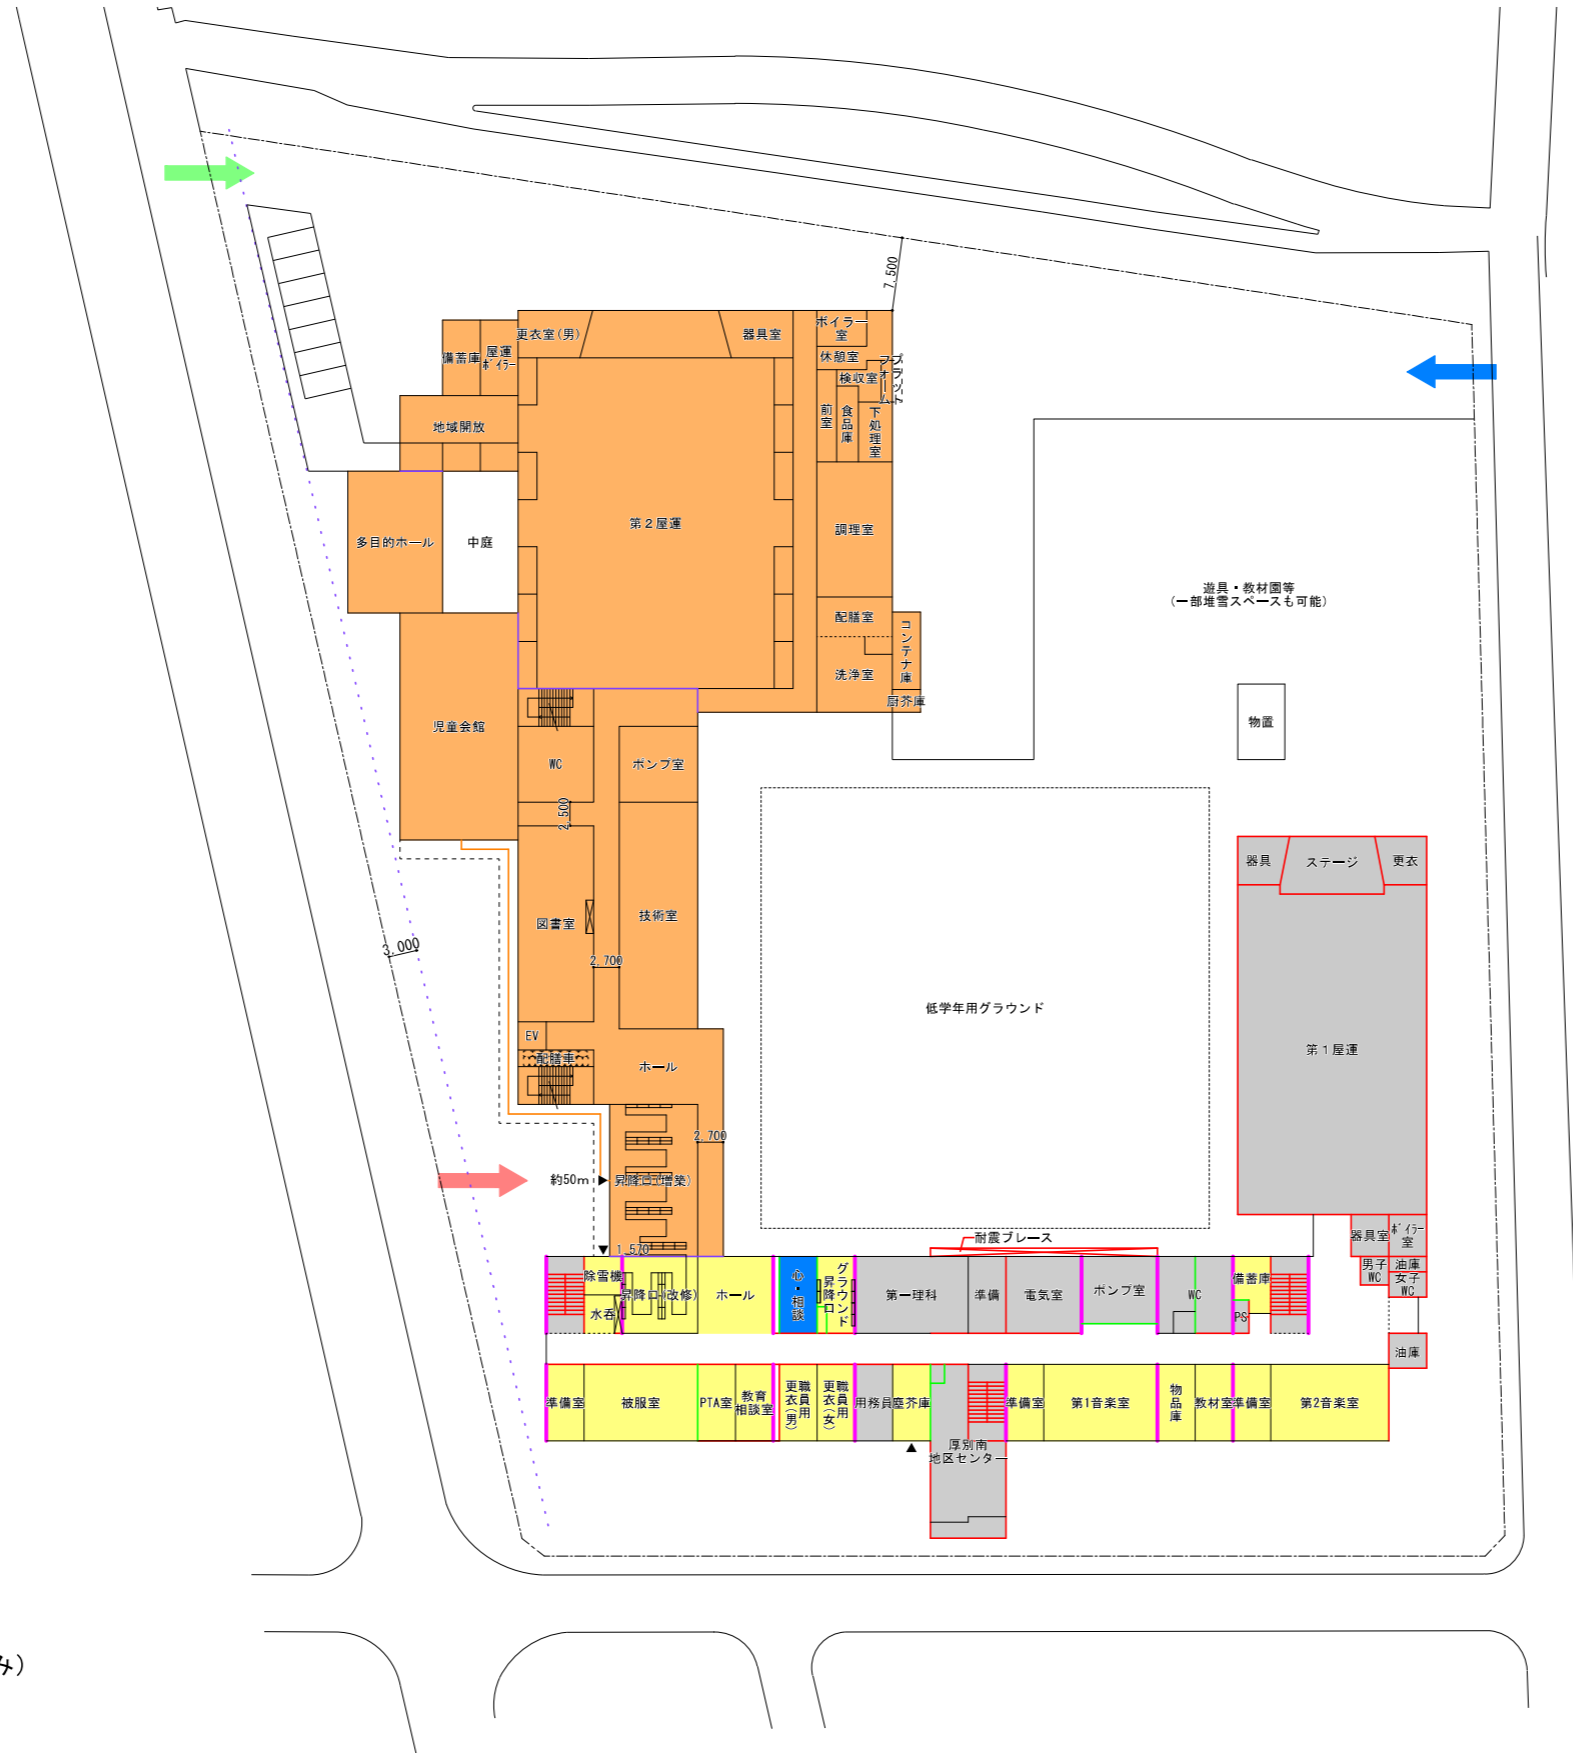 7,500
更衣室(男)
器具室
ボイラー
室
備蓄庫
屋運
ﾎﾞｲﾗｰ
休憩室
プラット
フォーム
検収室
前室
食品庫
下処理室
地域開放
第2屋運
調理室
多目的ホール
中庭
遊具・教材園等
(一部堆雪スペースも可能)
配膳室
コンテナ庫
洗浄室
厨芥庫
物置
児童会館
WC
ポンプ室
2,500
器具
ステージ
更衣
図書室
技術室
3,000
2,700
低学年用グラウンド
第1屋運
EV
配膳車
ホール
2,700
約50m
昇降口(増築)
1,570
耐震ブレース
器具室
ﾎﾞｲﾗｰ
室
男子
WC
油庫
女子
WC
除雪機
水呑
昇降口(改修)
ホール
心・相談
グラウンド
昇降口
第一理科
準備
電気室
ポンプ室
WC
備蓄庫
PS
油庫
準備室
被服室
PTA室
教育
相談室
職員用
更衣(男)
職員用
更衣(女)
用務員
塵芥庫
準備室
第1音楽室
物品庫
教材室
準備室
第2音楽室
厚別南
地区センター
み)